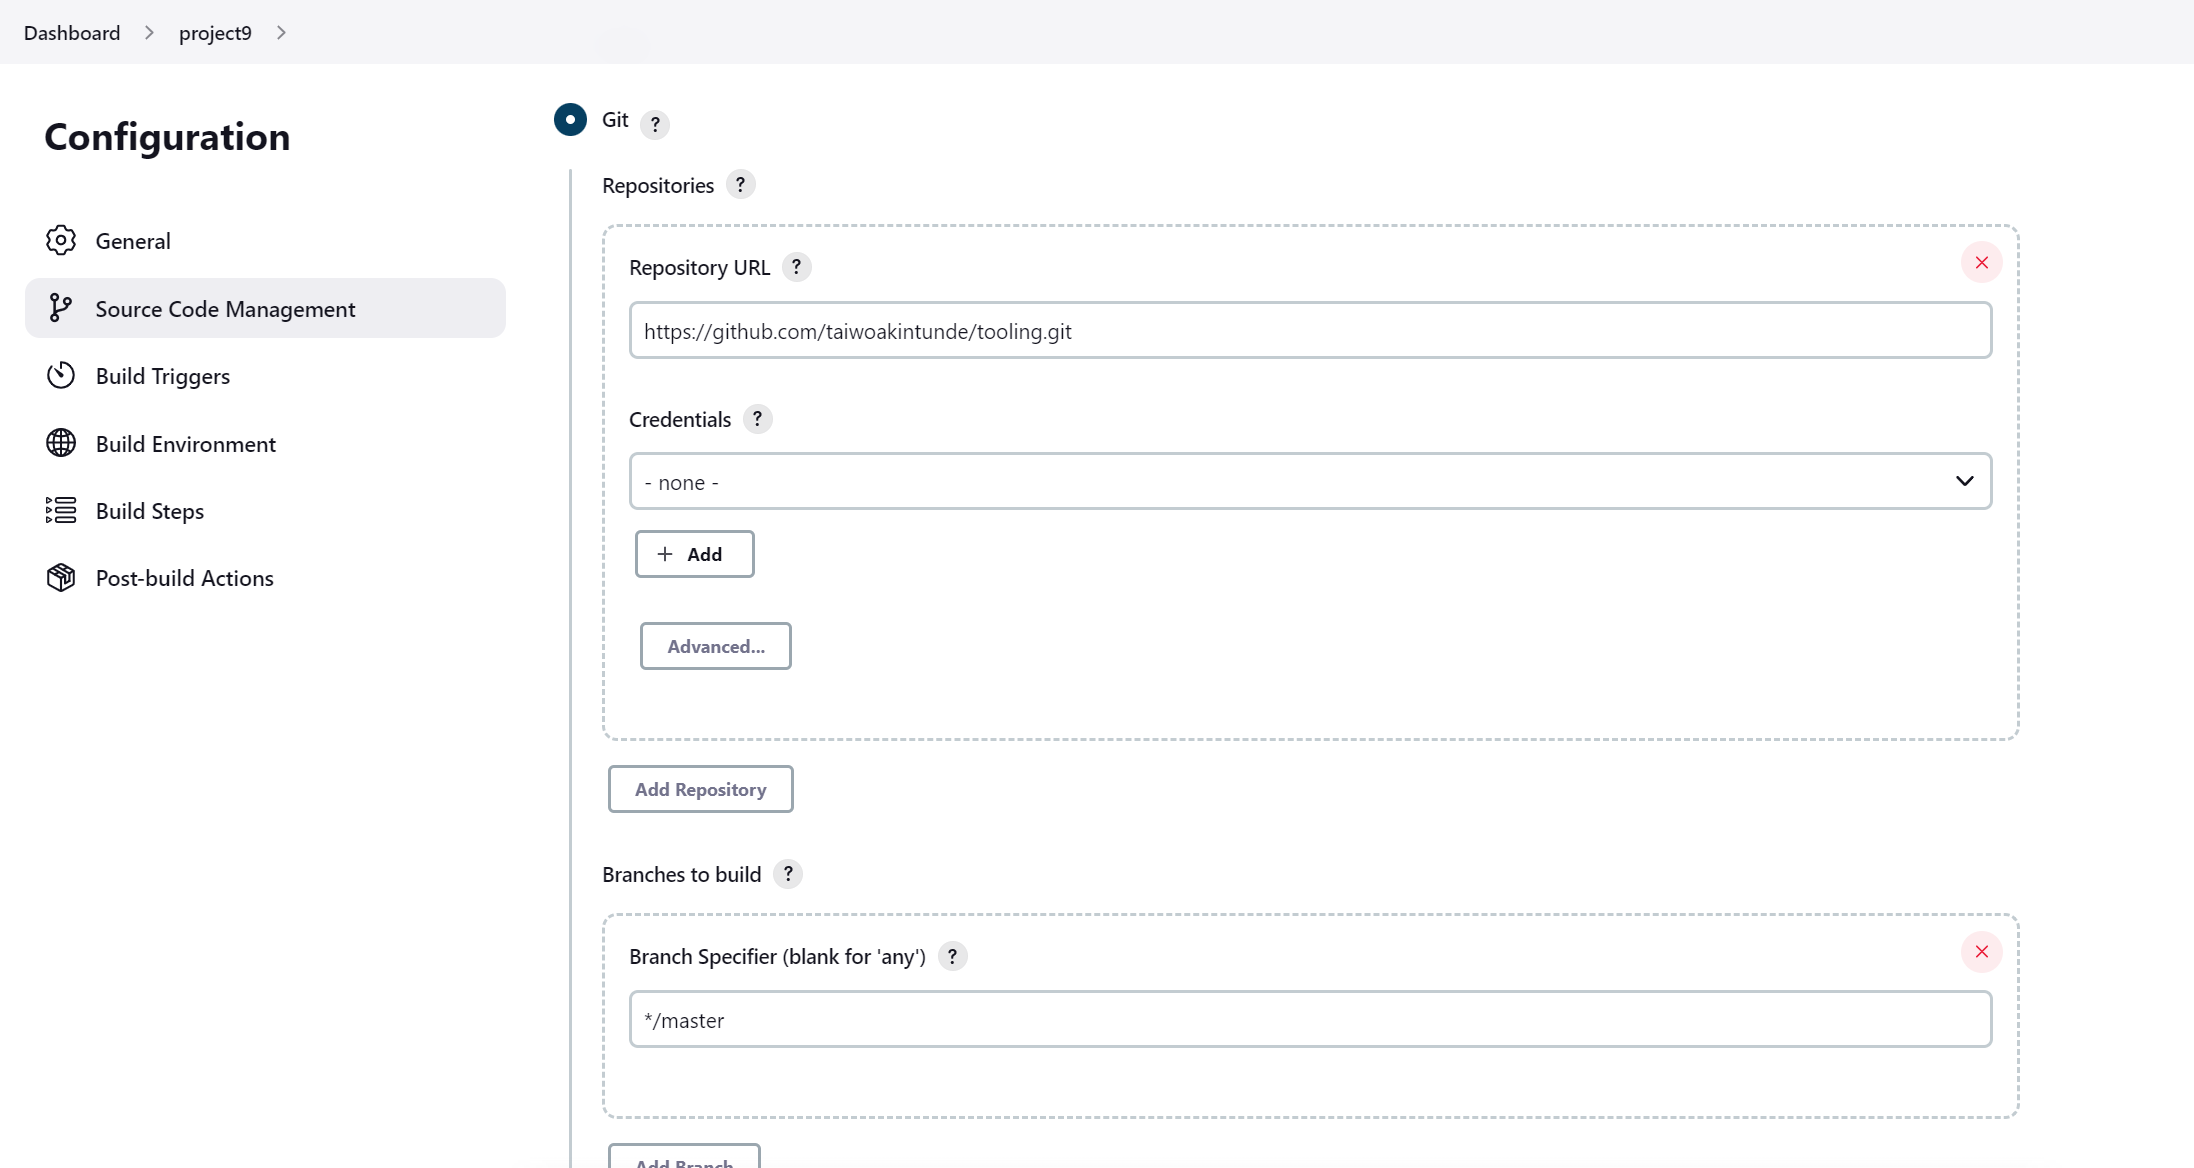 Dashboard > project9 >
Configuration
General
Source Code Management
Build Triggers
Build Environment
Build Steps
Post-build Actions
Git ?
Repositories ?
Repository URL ?
https://github.com/taiwoakintunde/tooling.git
Credentials ?
- none -
+ Add
Advanced...
Add Repository
Branches to build ?
Branch Specifier (blank for 'any') ?
*/master
Add Branch